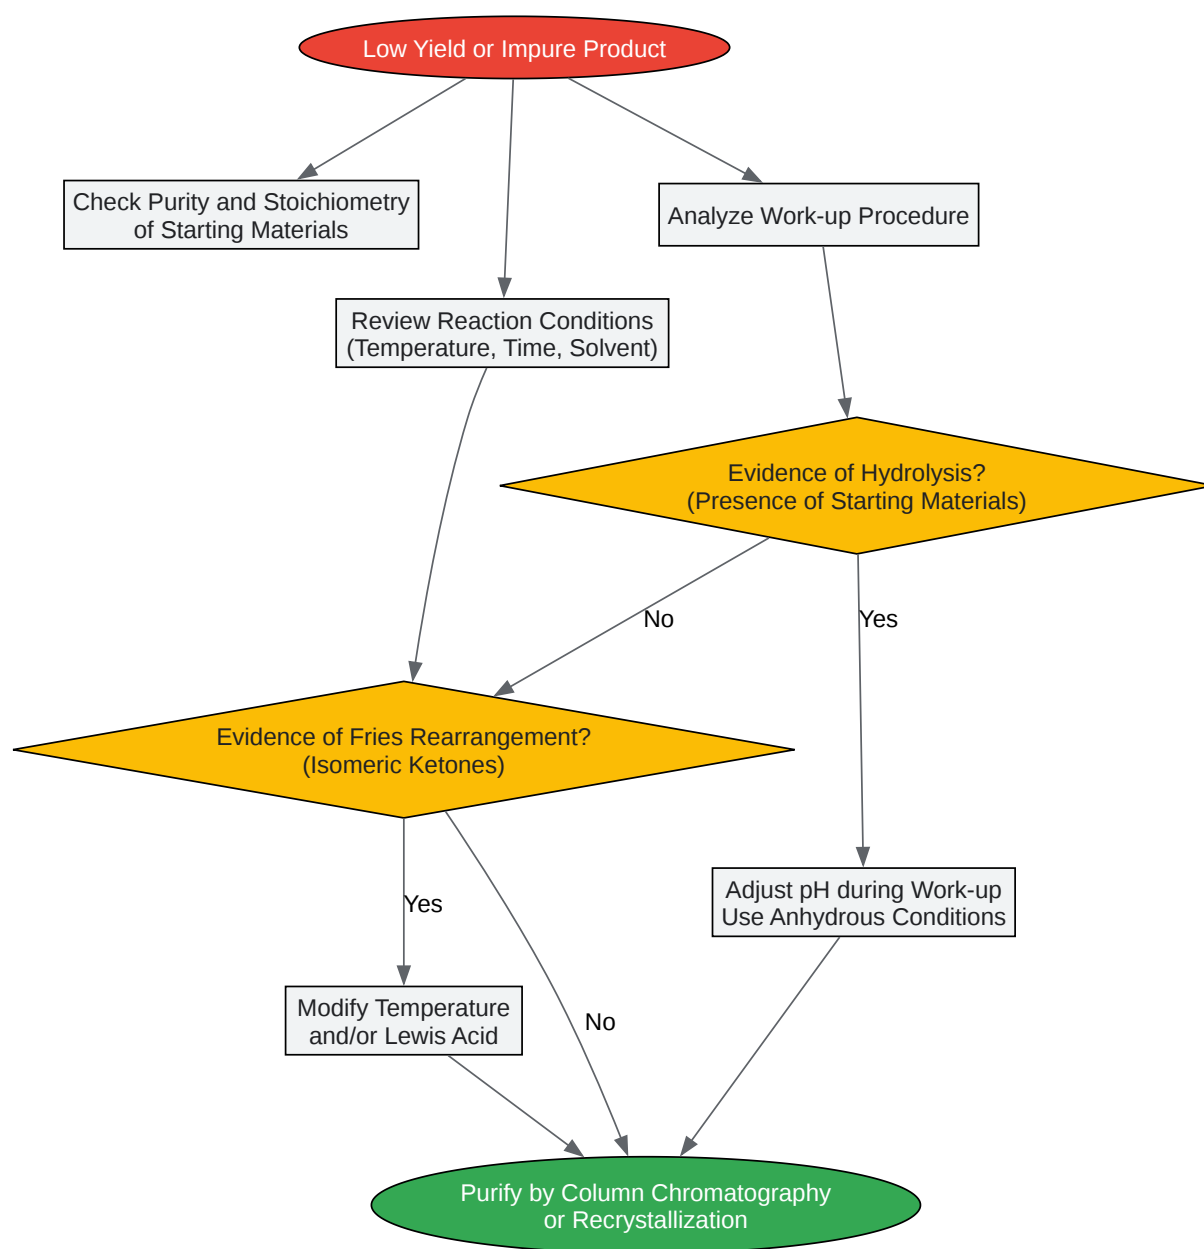 Low Yield or Impure Product
Check Purity and Stoichiometry
of Starting Materials
Analyze Work-up Procedure
Review Reaction Conditions
(Temperature, Time, Solvent)
Evidence of Hydrolysis?
(Presence of Starting Materials)
No
Yes
Evidence of Fries Rearrangement?
(Isomeric Ketones)
Adjust pH during Work-up
Use Anhydrous Conditions
Yes
Modify Temperature
and/or Lewis Acid
No
Purify by Column Chromatography
or Recrystallization